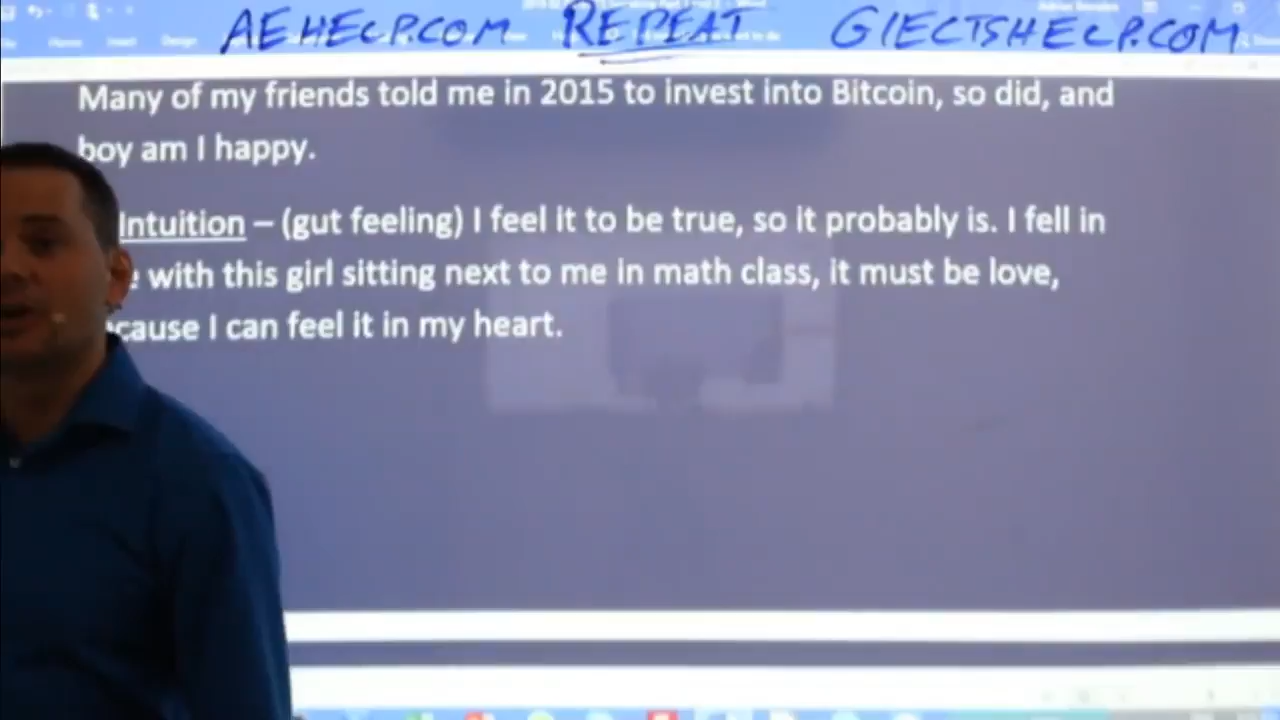 AEHELP.COM REPEAT GIELTSHELP.COM
Many of my friends told me in 2015 to invest into Bitcoin, so did, and
boy am I happy.
Intuition – (gut feeling) I feel it to be true, so it probably is. I fell in
with this girl sitting next to me in math class, it must be love,
cause I can feel it in my heart.